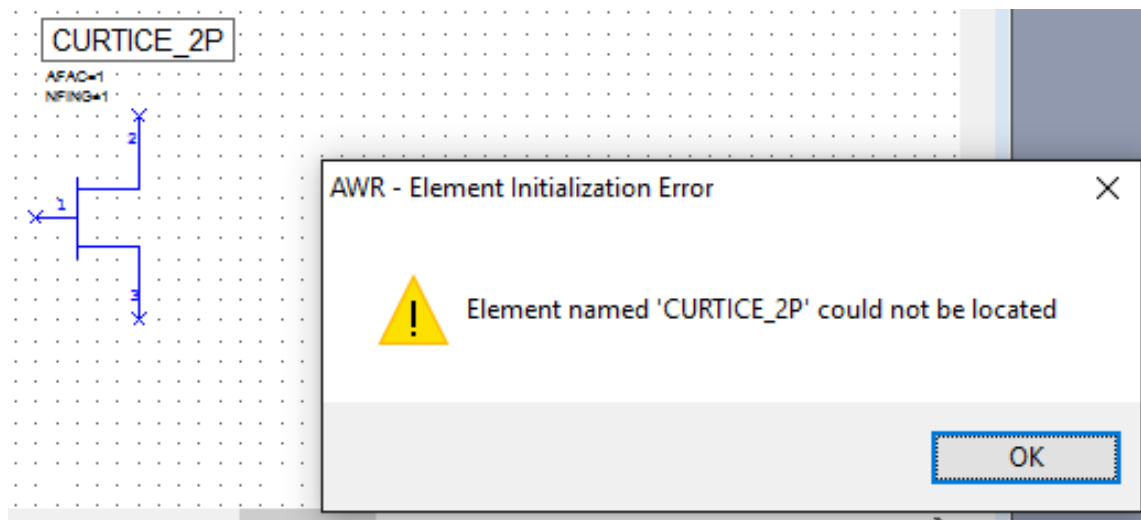 CURTICE_2P
AFAC=1
NFING=1
2
1
3
AWR - Element Initialization Error
Element named 'CURTICE_2P' could not be located
OK